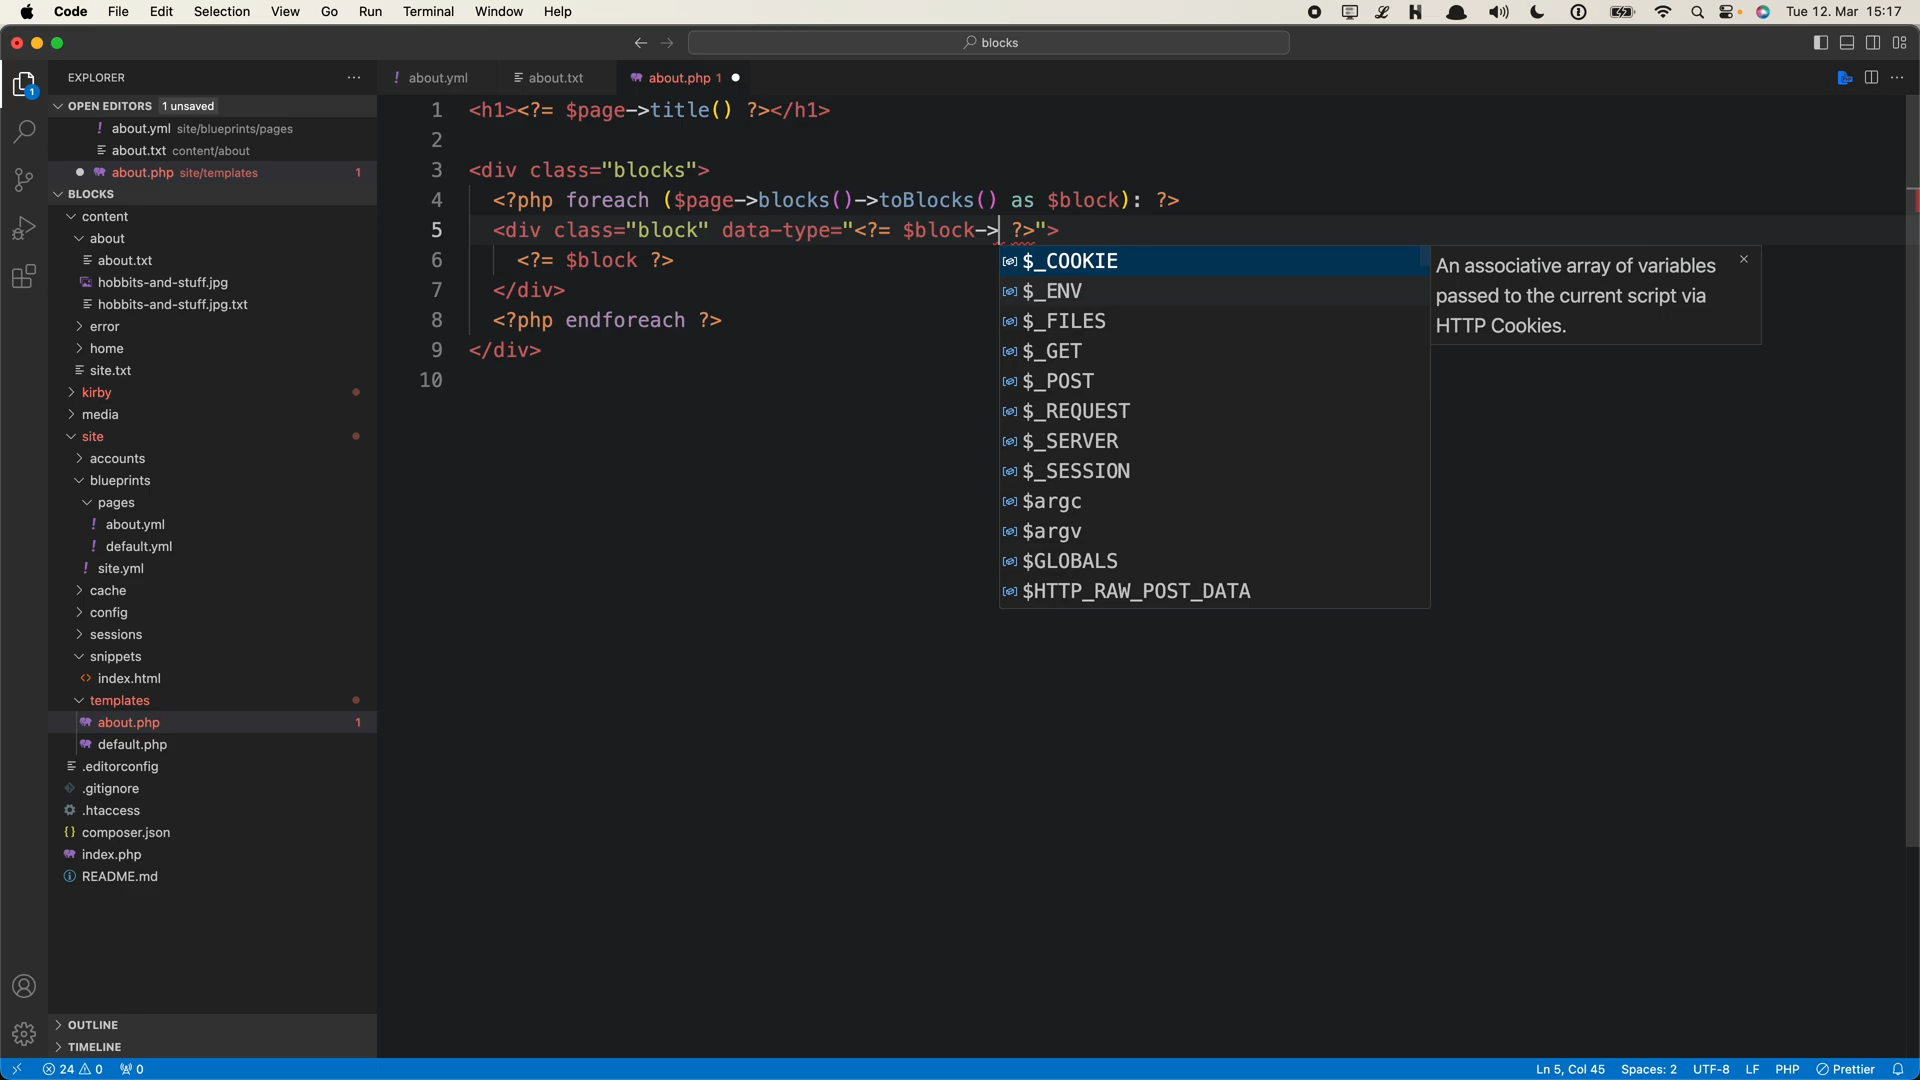 Code File Edit Selection View Go Run Terminal Window Help Tue 12. Mar 15:17
blocks
EXPLORER
OPEN EDITORS 1 unsaved
about.yml site/blueprints/pages
about.txt content/about
about.php site/templates 1
BLOCKS
content
about
about.txt
hobbits-and-stuff.jpg
hobbits-and-stuff.jpg.txt
error
home
site.txt
kirby
media
site
accounts
blueprints
pages
about.yml
default.yml
site.yml
cache
config
sessions
snippets
index.html
templates
about.php 1
default.php
.editorconfig
.gitignore
.htaccess
composer.json
index.php
README.md
OUTLINE
TIMELINE
about.yml about.txt about.php 1
1 <h1><?= $page->title() ?></h1>
2
3 <div class="blocks">
4 <?php foreach ($page->blocks()->toBlocks() as $block): ?>
5 <div class="block" data-type="<?= $block-> ?>">
6 <?= $block ?>
7 </div>
8 <?php endforeach ?>
9 </div>
10
$_COOKIE
$_ENV
$_FILES
$_GET
$_POST
$_REQUEST
$_SERVER
$_SESSION
$argc
$argv
$GLOBALS
$HTTP_RAW_POST_DATA
An associative array of variables
passed to the current script via
HTTP Cookies.
24 0 0 Ln 5, Col 45 Spaces: 2 UTF-8 LF PHP Prettier